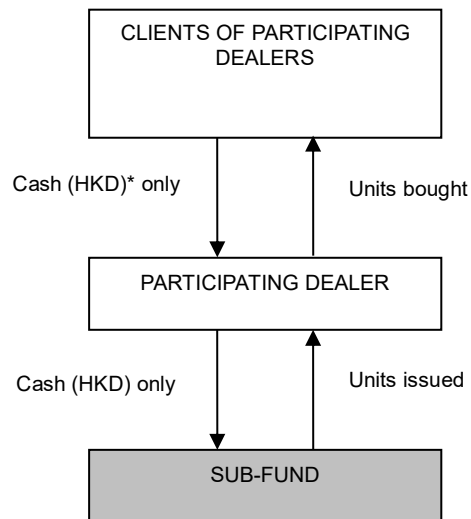 CLIENTS OF PARTICIPATING
DEALERS
Cash (HKD)* only
Units bought
PARTICIPATING DEALER
Cash (HKD) only
Units issued
SUB-FUND